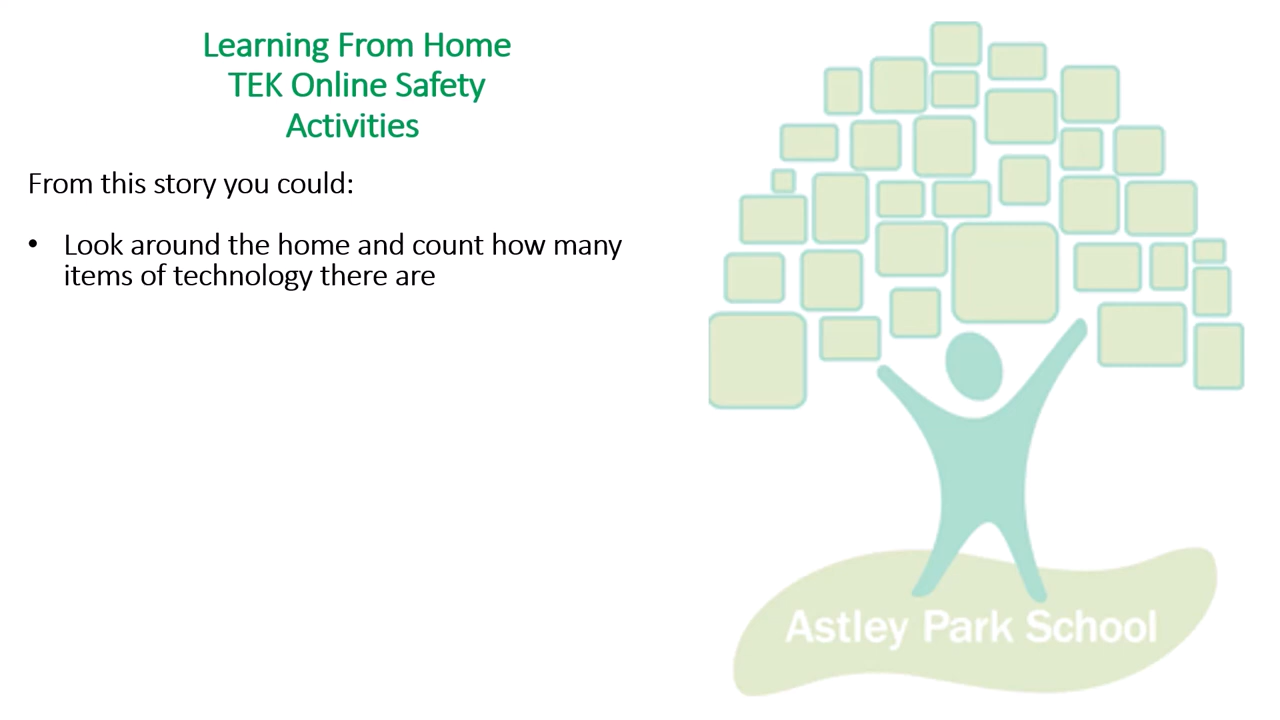 Learning From Home
TEK Online Safety
Activities
From this story you could:
• Look around the home and count how many
items of technology there are
Astley Park School